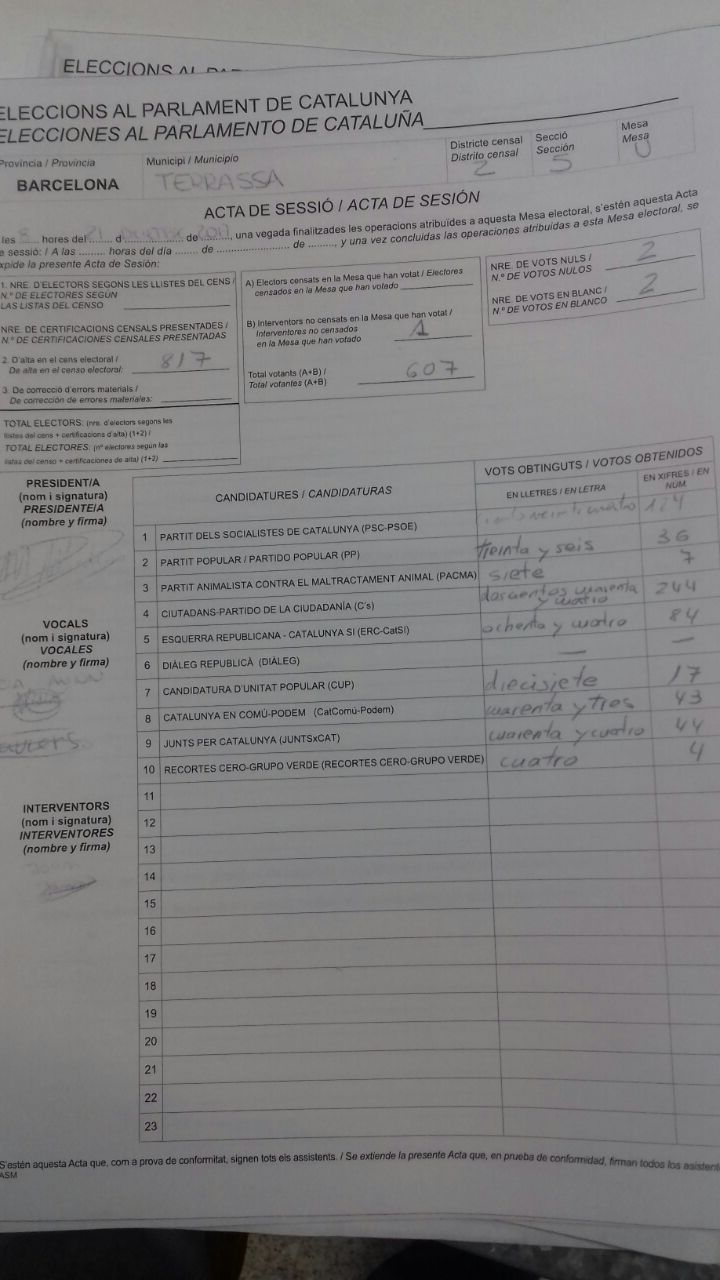 ELECCIONS AL PAR
ELECCIONS AL PARLAMENT DE CATALUNYA
ELECCIONES AL PARLAMENTO DE CATALUÑA
Província / Provincia
BARCELONA
Municipi / Municipio
TERRASSA
Districte censal
Distrito censal
2
Secció
Sección
5
Mesa
Mesa
U
ACTA DE SESSIÓ / ACTA DE SESIÓN
les 8 hores del 21 d de 2017, una vegada finalitzades les operacions atribuïdes a aquesta Mesa electoral, s'estén aquesta Acta
e sessió: / A las ........ horas del día ........ de ........................ de ........, y una vez concluidas las operaciones atribuidas a esta Mesa electoral, se
xpide la presente Acta de Sesión:
1. NRE. D'ELECTORS SEGONS LES LLISTES DEL CENS /
N.º DE ELECTORES SEGÚN
LAS LISTAS DEL CENSO
NRE. DE CERTIFICACIONS CENSALS PRESENTADES /
N.º DE CERTIFICACIONES CENSALES PRESENTADAS
2. D'alta en el cens electoral /
De alta en el censo electoral: 817
3. De correcció d'errors materials /
De corrección de errores materiales:
TOTAL ELECTORS: (nre. d'electors segons les
llistes del cens + certificacions d'alta) (1+2) /
TOTAL ELECTORES: (nº electores según las
listas del censo + certificaciones de alta) (1+2)
A) Electors censats en la Mesa que han votat / Electores
censados en la Mesa que han votado
B) Interventors no censats en la Mesa que han votat /
Interventores no censados
en la Mesa que han votado 1
Total votants (A+B) /
Total votantes (A+B) 607
NRE. DE VOTS NULS /
N.º DE VOTOS NULOS 2
NRE. DE VOTS EN BLANC /
N.º DE VOTOS EN BLANCO 2
PRESIDENT/A
(nom i signatura)
PRESIDENTE/A
(nombre y firma)
VOCALS
(nom i signatura)
VOCALES
(nombre y firma)
INTERVENTORS
(nom i signatura)
INTERVENTORES
(nombre y firma)
CANDIDATURES / CANDIDATURAS
VOTS OBTINGUTS / VOTOS OBTENIDOS
EN LLETRES / EN LETRA
EN XIFRES / EN
NÚM
1 PARTIT DELS SOCIALISTES DE CATALUNYA (PSC-PSOE) 124
2 PARTIT POPULAR / PARTIDO POPULAR (PP) treinta y seis 36
3 PARTIT ANIMALISTA CONTRA EL MALTRACTAMENT ANIMAL (PACMA) siete 7
4 CIUTADANS-PARTIDO DE LA CIUDADANÍA (C's) doscuentos cuarenta y cuatro 244
5 ESQUERRA REPUBLICANA - CATALUNYA SÍ (ERC-CatSí) ochenta y cuatro 84
6 DIÀLEG REPUBLICÀ (DIÀLEG) — —
7 CANDIDATURA D'UNITAT POPULAR (CUP) diecisiete 17
8 CATALUNYA EN COMÚ-PODEM (CatComú-Podem) cuarenta y tres 43
9 JUNTS PER CATALUNYA (JUNTSxCAT) cuarenta y cuatro 44
10 RECORTES CERO-GRUPO VERDE (RECORTES CERO-GRUPO VERDE) cuatro 4
11
12
13
14
15
16
17
18
19
20
21
22
23
S'estén aquesta Acta que, com a prova de conformitat, signen tots els assistents. / Se extiende la presente Acta que, en prueba de conformidad, firman todos los asistent
ASM